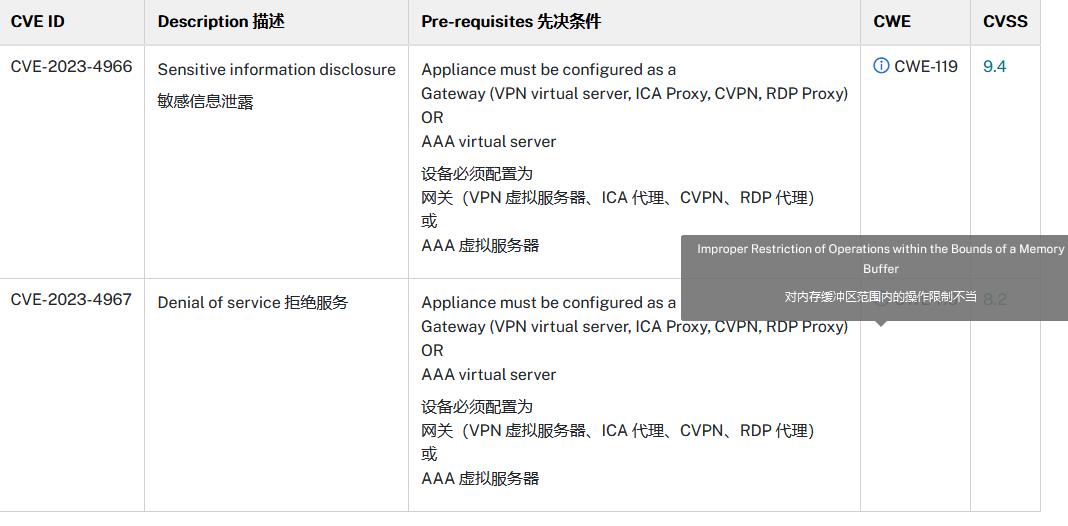 CVE ID
Description 描述
Pre-requisites 先决条件
CWE
CVSS
CVE-2023-4966
Sensitive information disclosure
敏感信息泄露
Appliance must be configured as a
Gateway (VPN virtual server, ICA Proxy, CVPN, RDP Proxy)
OR
AAA virtual server
设备必须配置为
网关（VPN 虚拟服务器、ICA 代理、CVPN、RDP 代理）
或
AAA 虚拟服务器
CWE-119
9.4
Improper Restriction of Operations within the Bounds of a Memory
Buffer
对内存缓冲区范围内的操作限制不当
CVE-2023-4967
Denial of service 拒绝服务
Appliance must be configured as a
Gateway (VPN virtual server, ICA Proxy, CVPN, RDP Proxy)
OR
AAA virtual server
设备必须配置为
网关（VPN 虚拟服务器、ICA 代理、CVPN、RDP 代理）
或
AAA 虚拟服务器
8.2